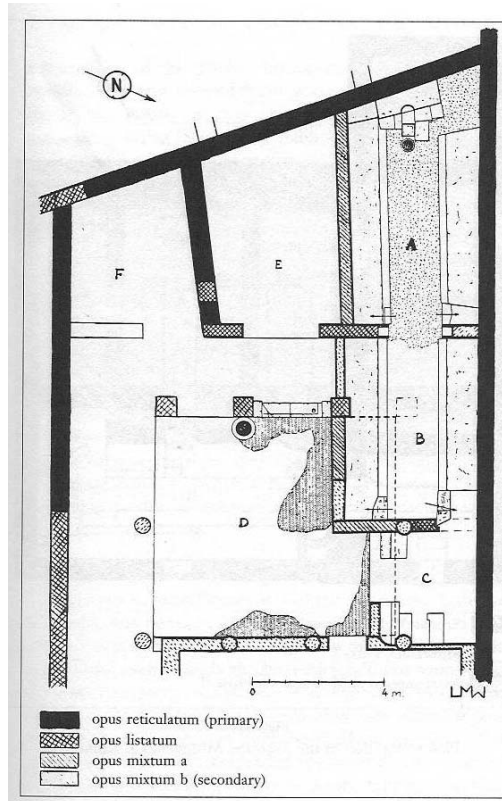 N
A
F
E
B
D
C
0 4 m.
LMW
opus reticulatum (primary)
opus listatum
opus mixtum a
opus mixtum b (secondary)